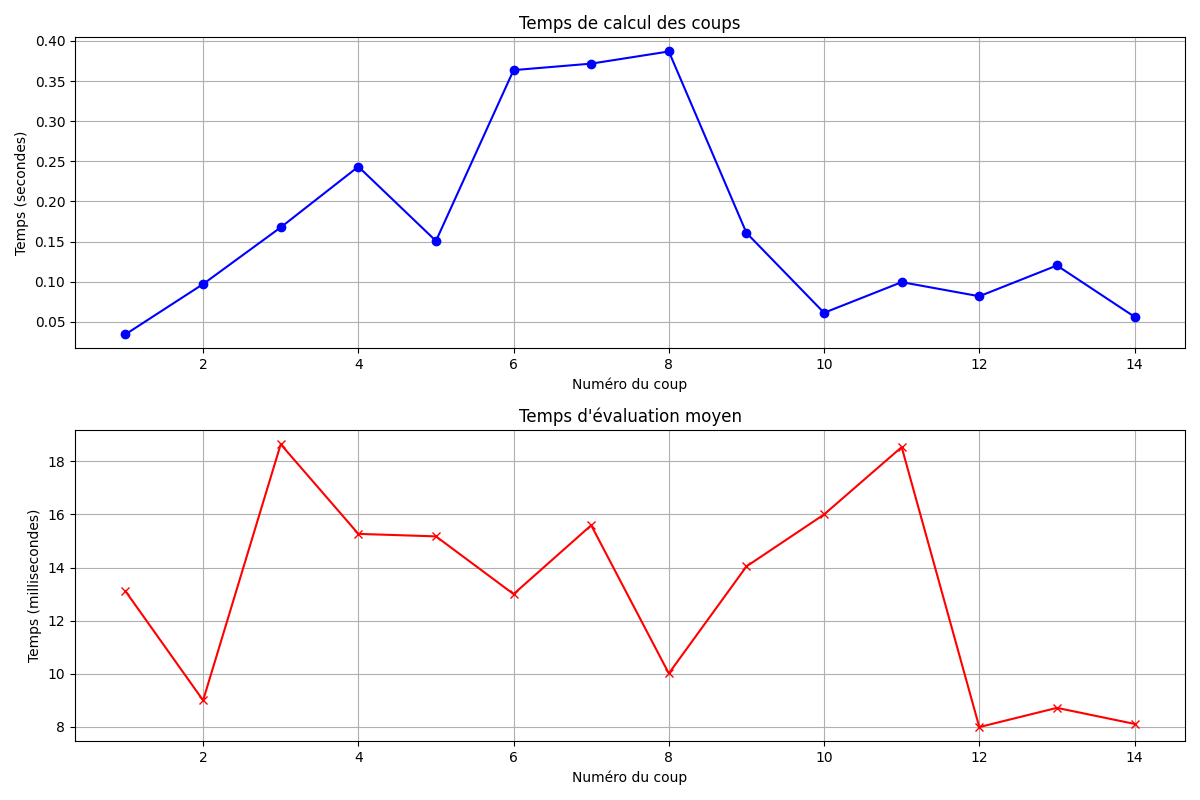 Temps de calcul des coups
0.40
0.35
0.30
0.25
0.20
0.15
0.10
0.05
Temps (secondes)
2 4 6 8 10 12 14
Numéro du coup
Temps d'évaluation moyen
18
16
14
12
10
8
Temps (millisecondes)
2 4 6 8 10 12 14
Numéro du coup